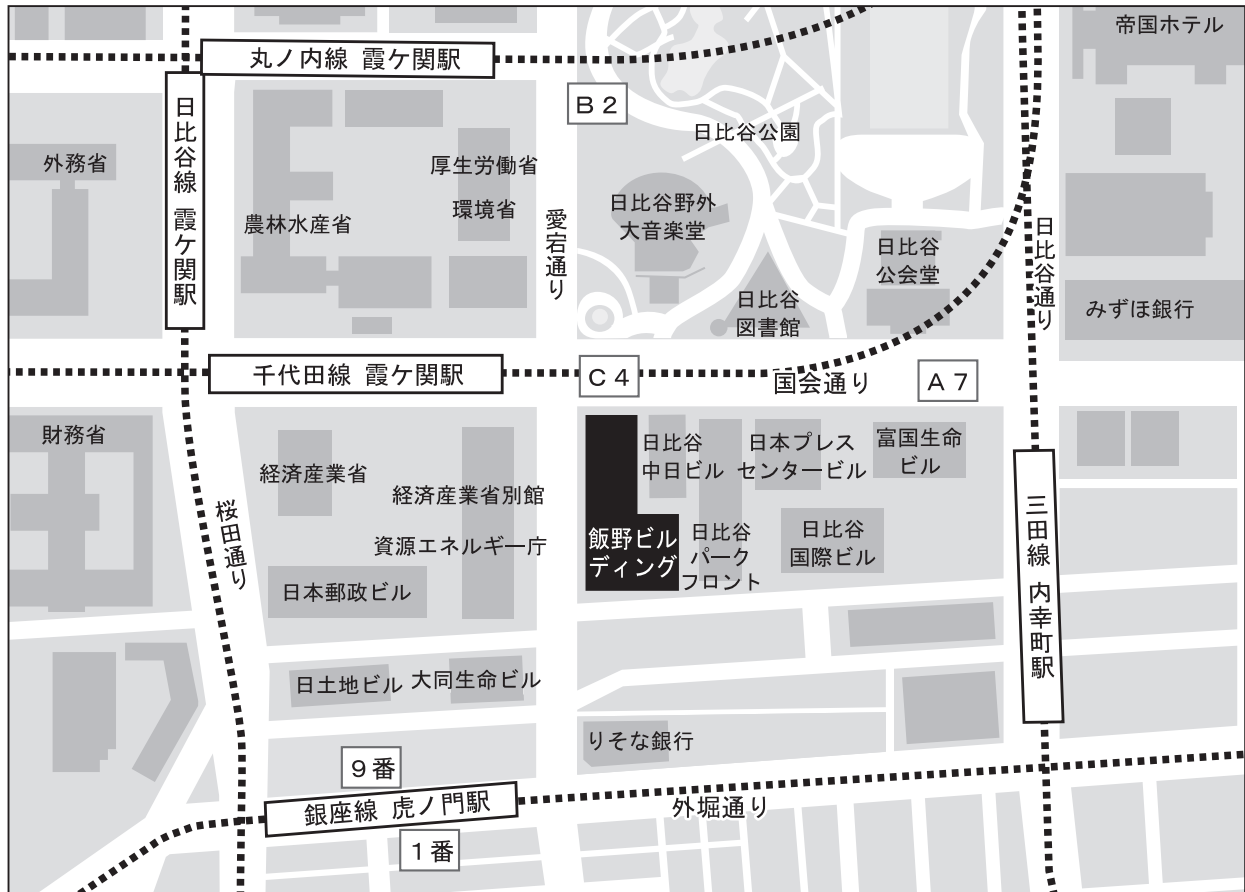 帝国ホテル
丸ノ内線 霞ケ関駅
B2
日比谷線 霞ケ関駅
日比谷公園
外務省
厚生労働省
環境省
農林水産省
愛宕通り
日比谷野外
大音楽堂
日比谷
公会堂
日比谷通り
日比谷
図書館
みずほ銀行
千代田線 霞ケ関駅
C4
国会通り
A7
財務省
経済産業省
経済産業省別館
資源エネルギー庁
桜田通り
日本郵政ビル
日比谷
中日ビル
日本プレス
センタービル
富国生命
ビル
飯野ビル
ディング
日比谷
パーク
フロント
日比谷
国際ビル
三田線 内幸町駅
日土地ビル
大同生命ビル
りそな銀行
9番
銀座線 虎ノ門駅
外堀通り
1番